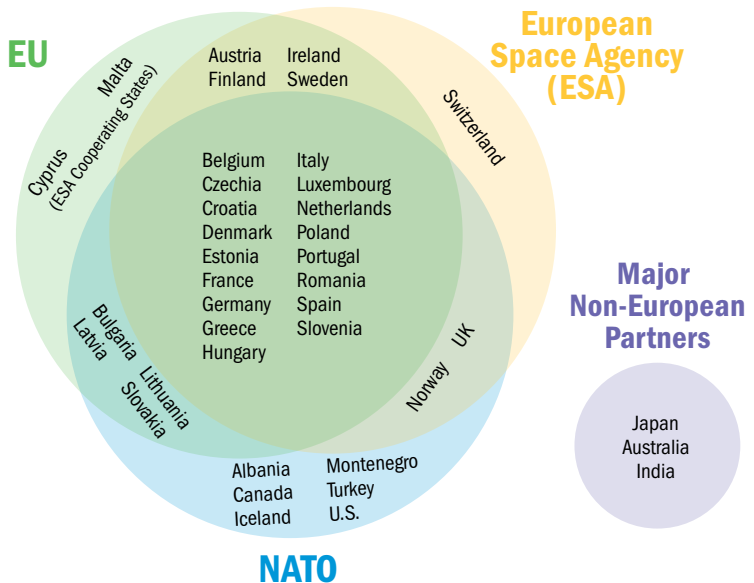 EU
European
Space Agency
(ESA)
Malta
Cyprus
(ESA Cooperating States)
Austria
Finland
Ireland
Sweden
Switzerland
Belgium
Czechia
Croatia
Denmark
Estonia
France
Germany
Greece
Hungary
Italy
Luxembourg
Netherlands
Poland
Portugal
Romania
Spain
Slovenia
Bulgaria
Latvia
Lithuania
Slovakia
Norway
UK
Albania
Canada
Iceland
Montenegro
Turkey
U.S.
NATO
Major
Non-European
Partners
Japan
Australia
India